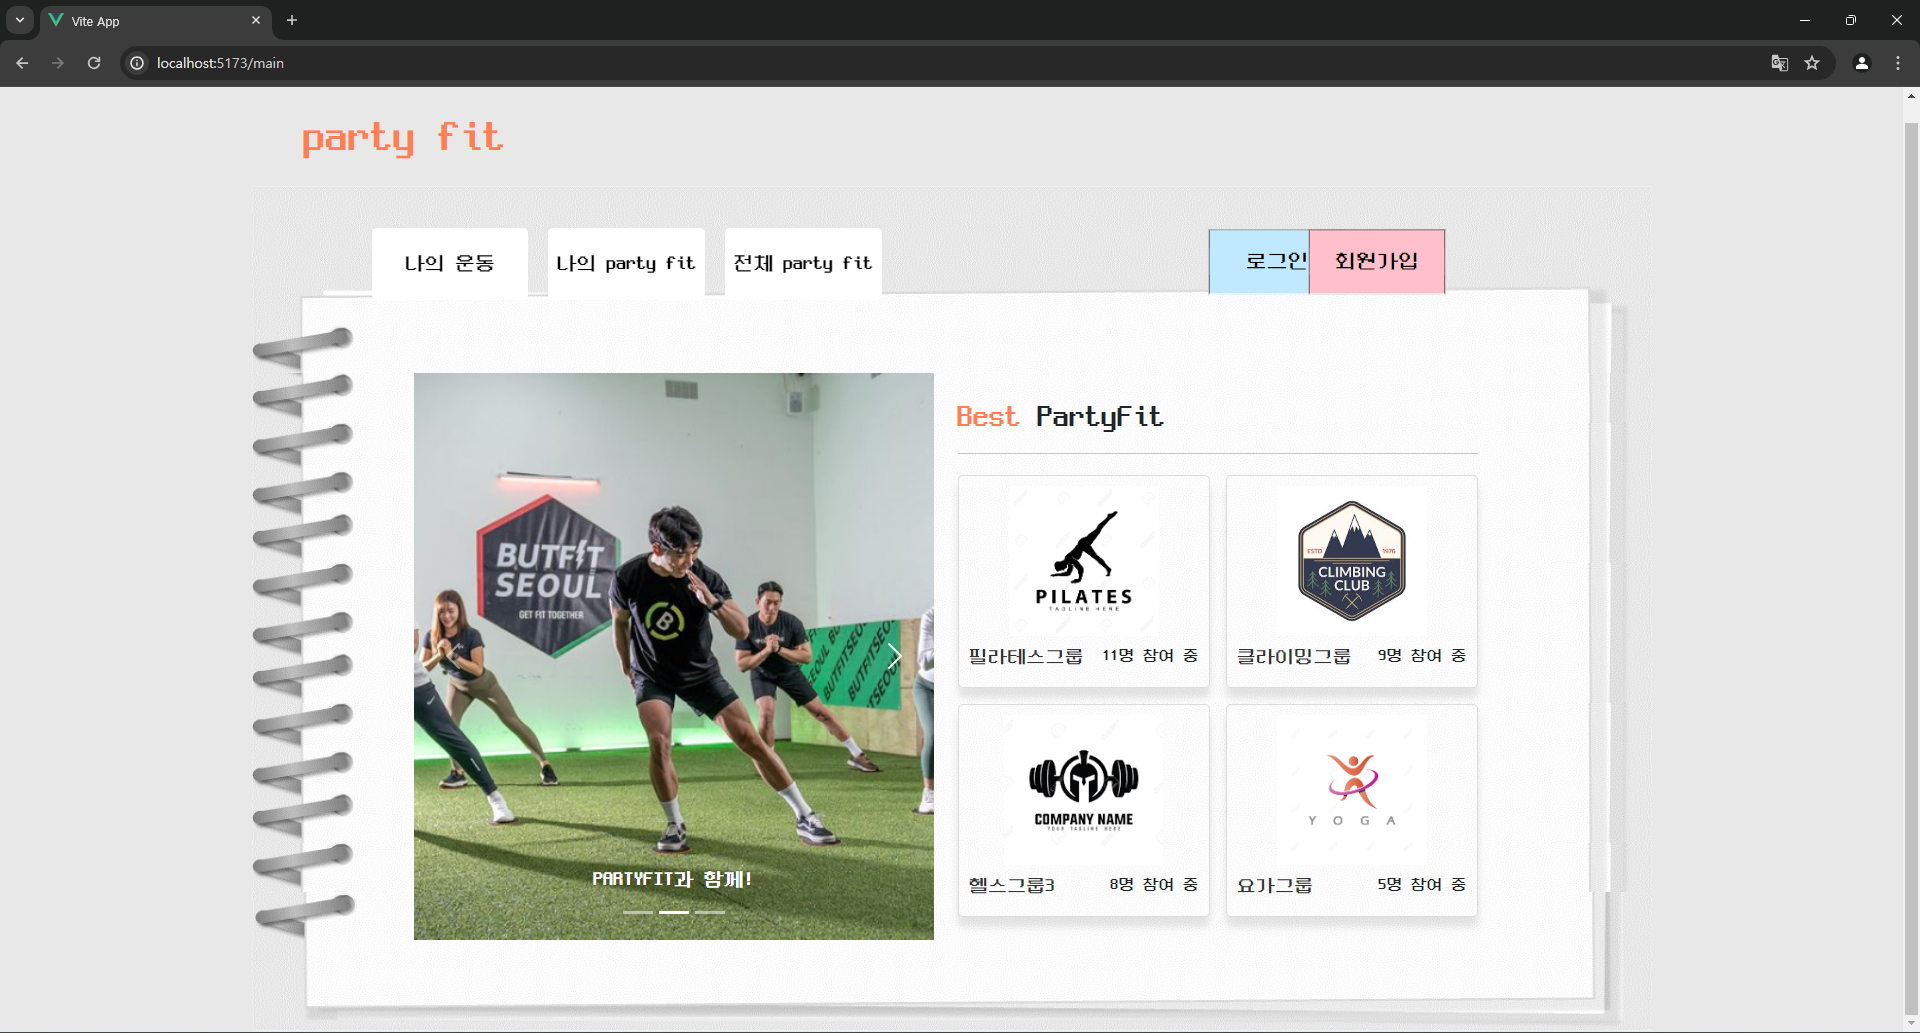 Vite App
localhost:5173/main
party fit
나의 운동
나의 party fit
전체 party fit
로그인
회원가입
BUTFIT
SEOUL
GET FIT TOGETHER
B
SEOUL BU
BUTFITSEO
BUTFITSEOUL
PARTYFIT과 함께!
Best PartyFit
PILATES
TAGLINE HERE
필라테스그룹 11명 참여 중
ESTD 1976
CLIMBING
CLUB
클라이밍그룹 9명 참여 중
COMPANY NAME
YOUR TAGLINE HERE
헬스그룹3 8명 참여 중
YOGA
요가그룹 5명 참여 중